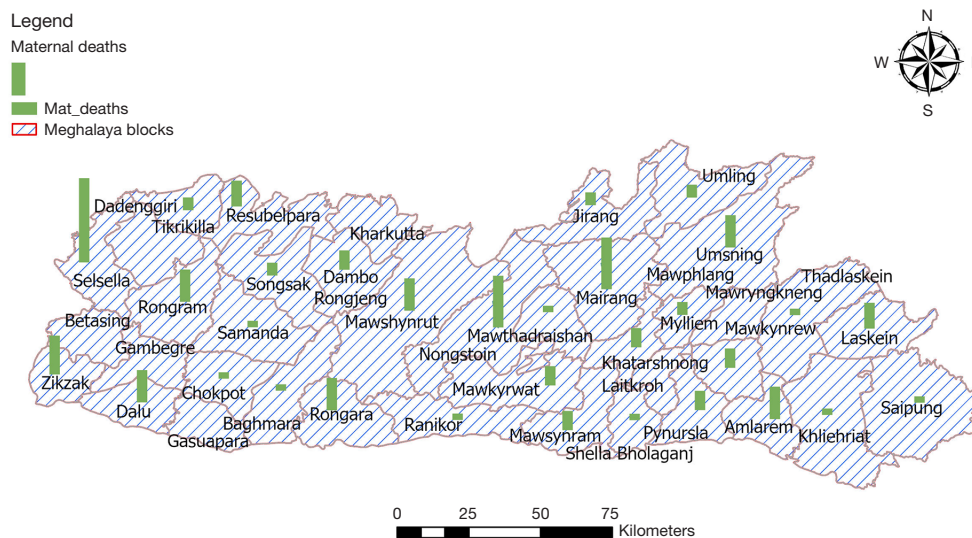 Legend
Maternal deaths
Mat_deaths
Meghalaya blocks
N
W
S
Umling
Dadenggiri
Tikrikilla
Resubelpara
Jirang
Kharkutta
Umsning
Selsella
Songsak
Dambo
Mawphlang
Thadlaskein
Rongram
Rongjeng
Mairang
Mawryngkneng
Betasing
Samanda
Mawshynrut
Mawthadraishan
Mylliem
Mawkynrew
Laskein
Gambegre
Nongstoin
Khatarshnong
Zikzak
Chokpot
Mawkyrwat
Laitkroh
Dalu
Baghmara
Rongara
Ranikor
Saipung
Gasuapara
Mawsynram
Pynursla
Amlarem
Khliehriat
Shella Bholaganj
0 25 50 75
Kilometers